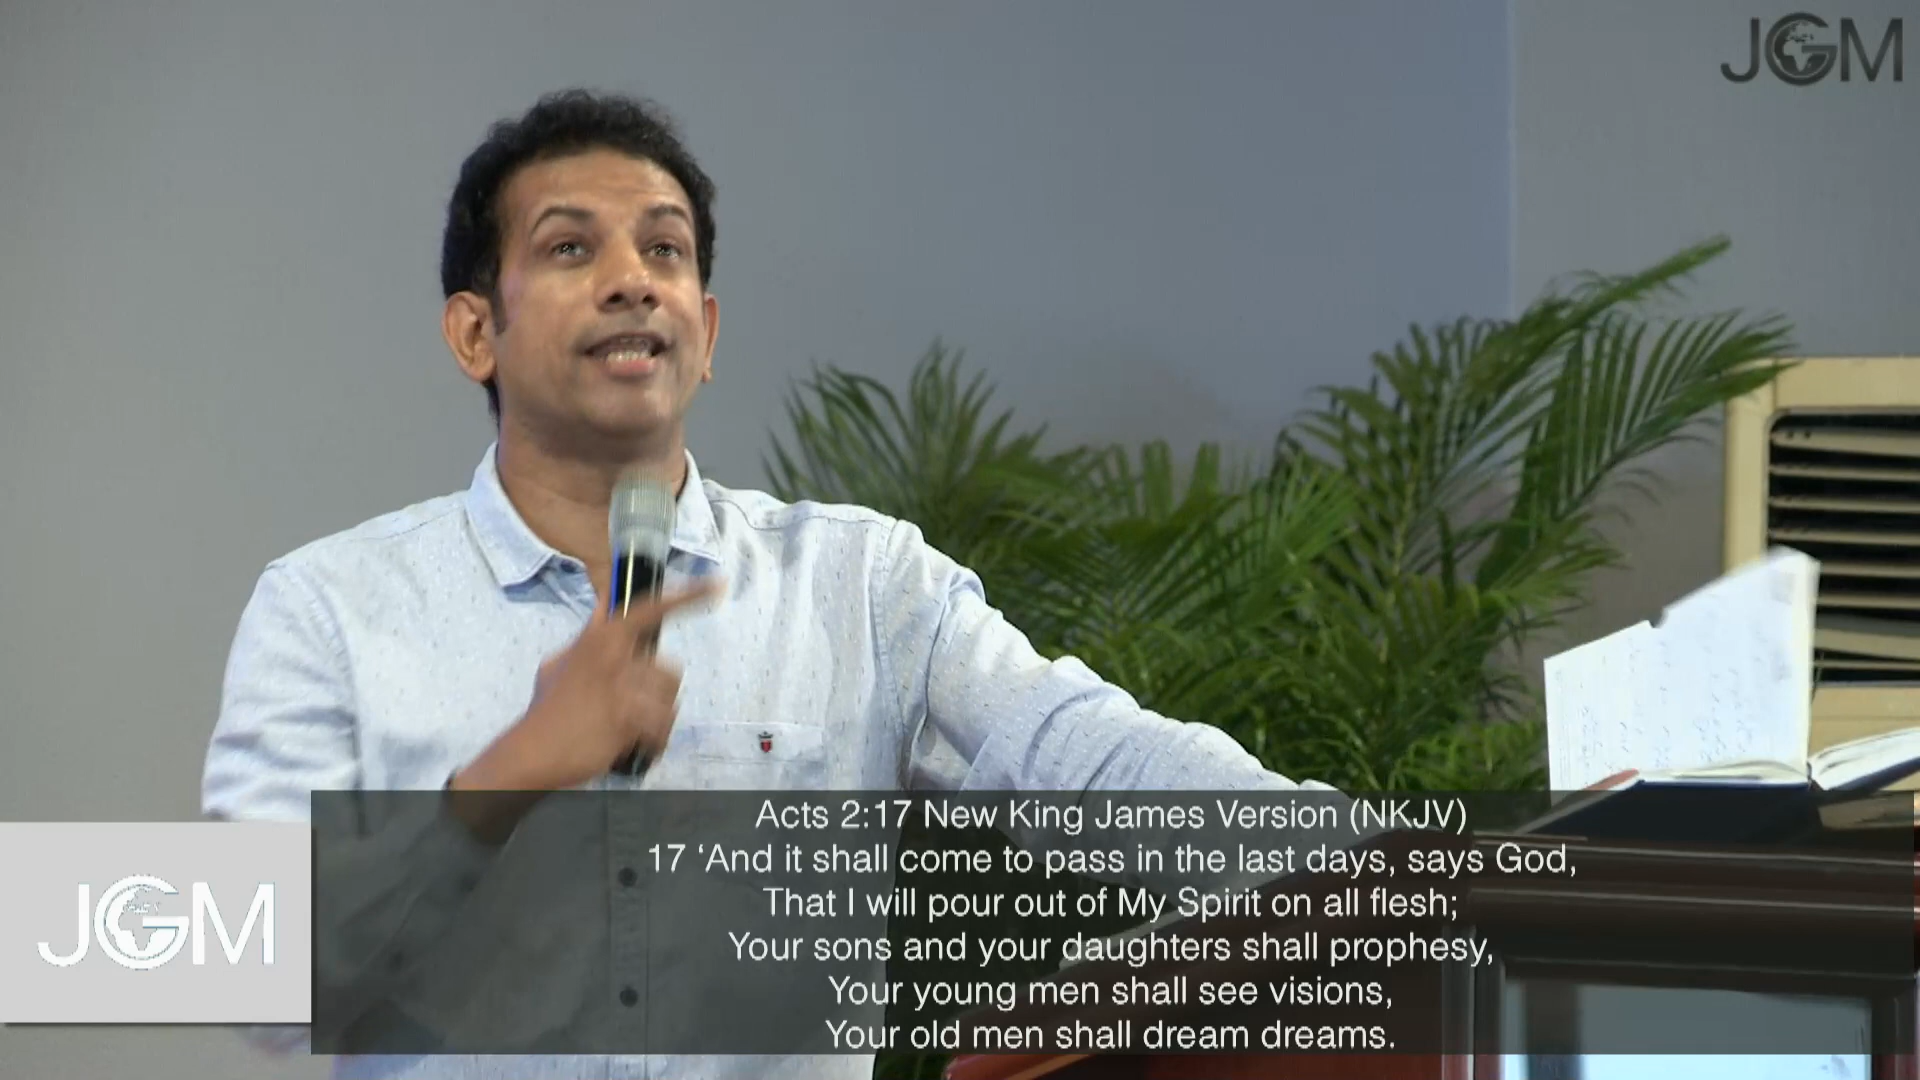 JGM
Acts 2:17 New King James Version (NKJV)
17 ‘And it shall come to pass in the last days, says God,
That I will pour out of My Spirit on all flesh;
Your sons and your daughters shall prophesy,
Your young men shall see visions,
Your old men shall dream dreams.
JGM